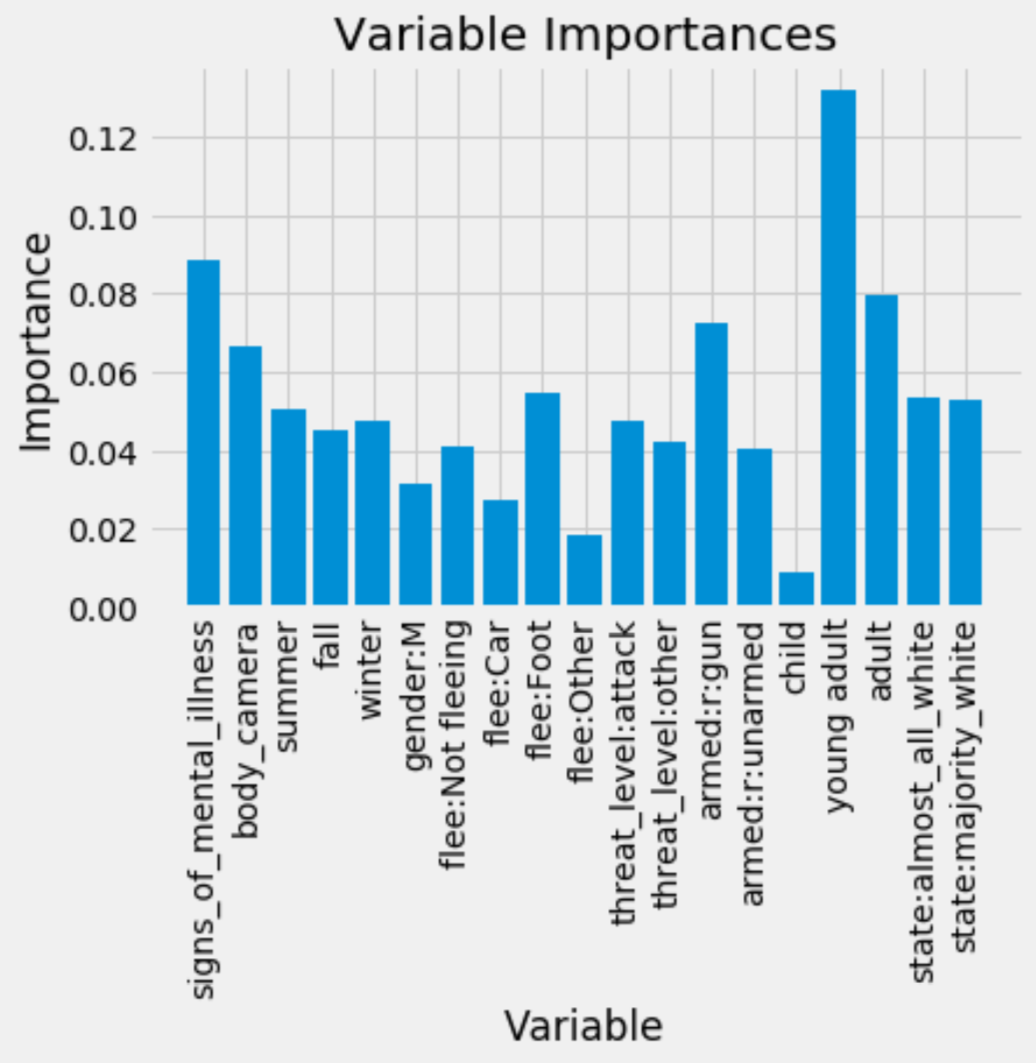 Variable Importances
Importance
0.12
0.10
0.08
0.06
0.04
0.02
0.00
signs_of_mental_illness
body_camera
summer
fall
winter
gender:M
flee:Not fleeing
flee:Car
flee:Foot
flee:Other
threat_level:attack
threat_level:other
armed:r:gun
armed:r:unarmed
child
young adult
adult
state:almost_all_white
state:majority_white
Variable